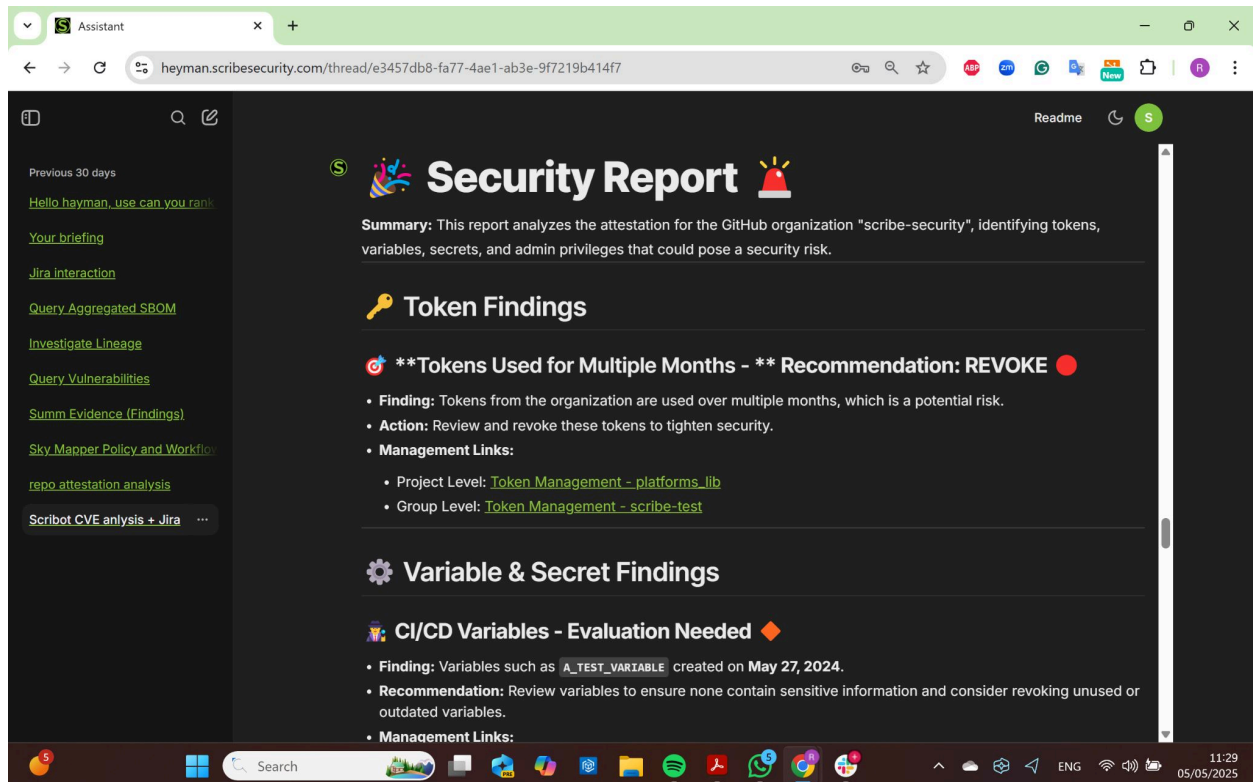 Assistant
heyman.scribesecurity.com/thread/e3457db8-fa77-4ae1-ab3e-9f7219b414f7
ABP
zm
New
R
Readme
S
Previous 30 days
Hello hayman, use can you rank
Your briefing
Jira interaction
Query Aggregated SBOM
Investigate Lineage
Query Vulnerabilities
Summ Evidence (Findings)
Sky Mapper Policy and Workflow
repo attestation analysis
Scribot CVE anlysis + Jira
Security Report
Summary: This report analyzes the attestation for the GitHub organization "scribe-security", identifying tokens,
variables, secrets, and admin privileges that could pose a security risk.
Token Findings
**Tokens Used for Multiple Months - ** Recommendation: REVOKE
• Finding: Tokens from the organization are used over multiple months, which is a potential risk.
• Action: Review and revoke these tokens to tighten security.
• Management Links:
• Project Level: Token Management - platforms_lib
• Group Level: Token Management - scribe-test
Variable & Secret Findings
CI/CD Variables - Evaluation Needed
• Finding: Variables such as A_TEST_VARIABLE created on May 27, 2024.
• Recommendation: Review variables to ensure none contain sensitive information and consider revoking unused or
outdated variables.
• Management Links:
5
Search
PRE
5
R
ENG
11:29
05/05/2025